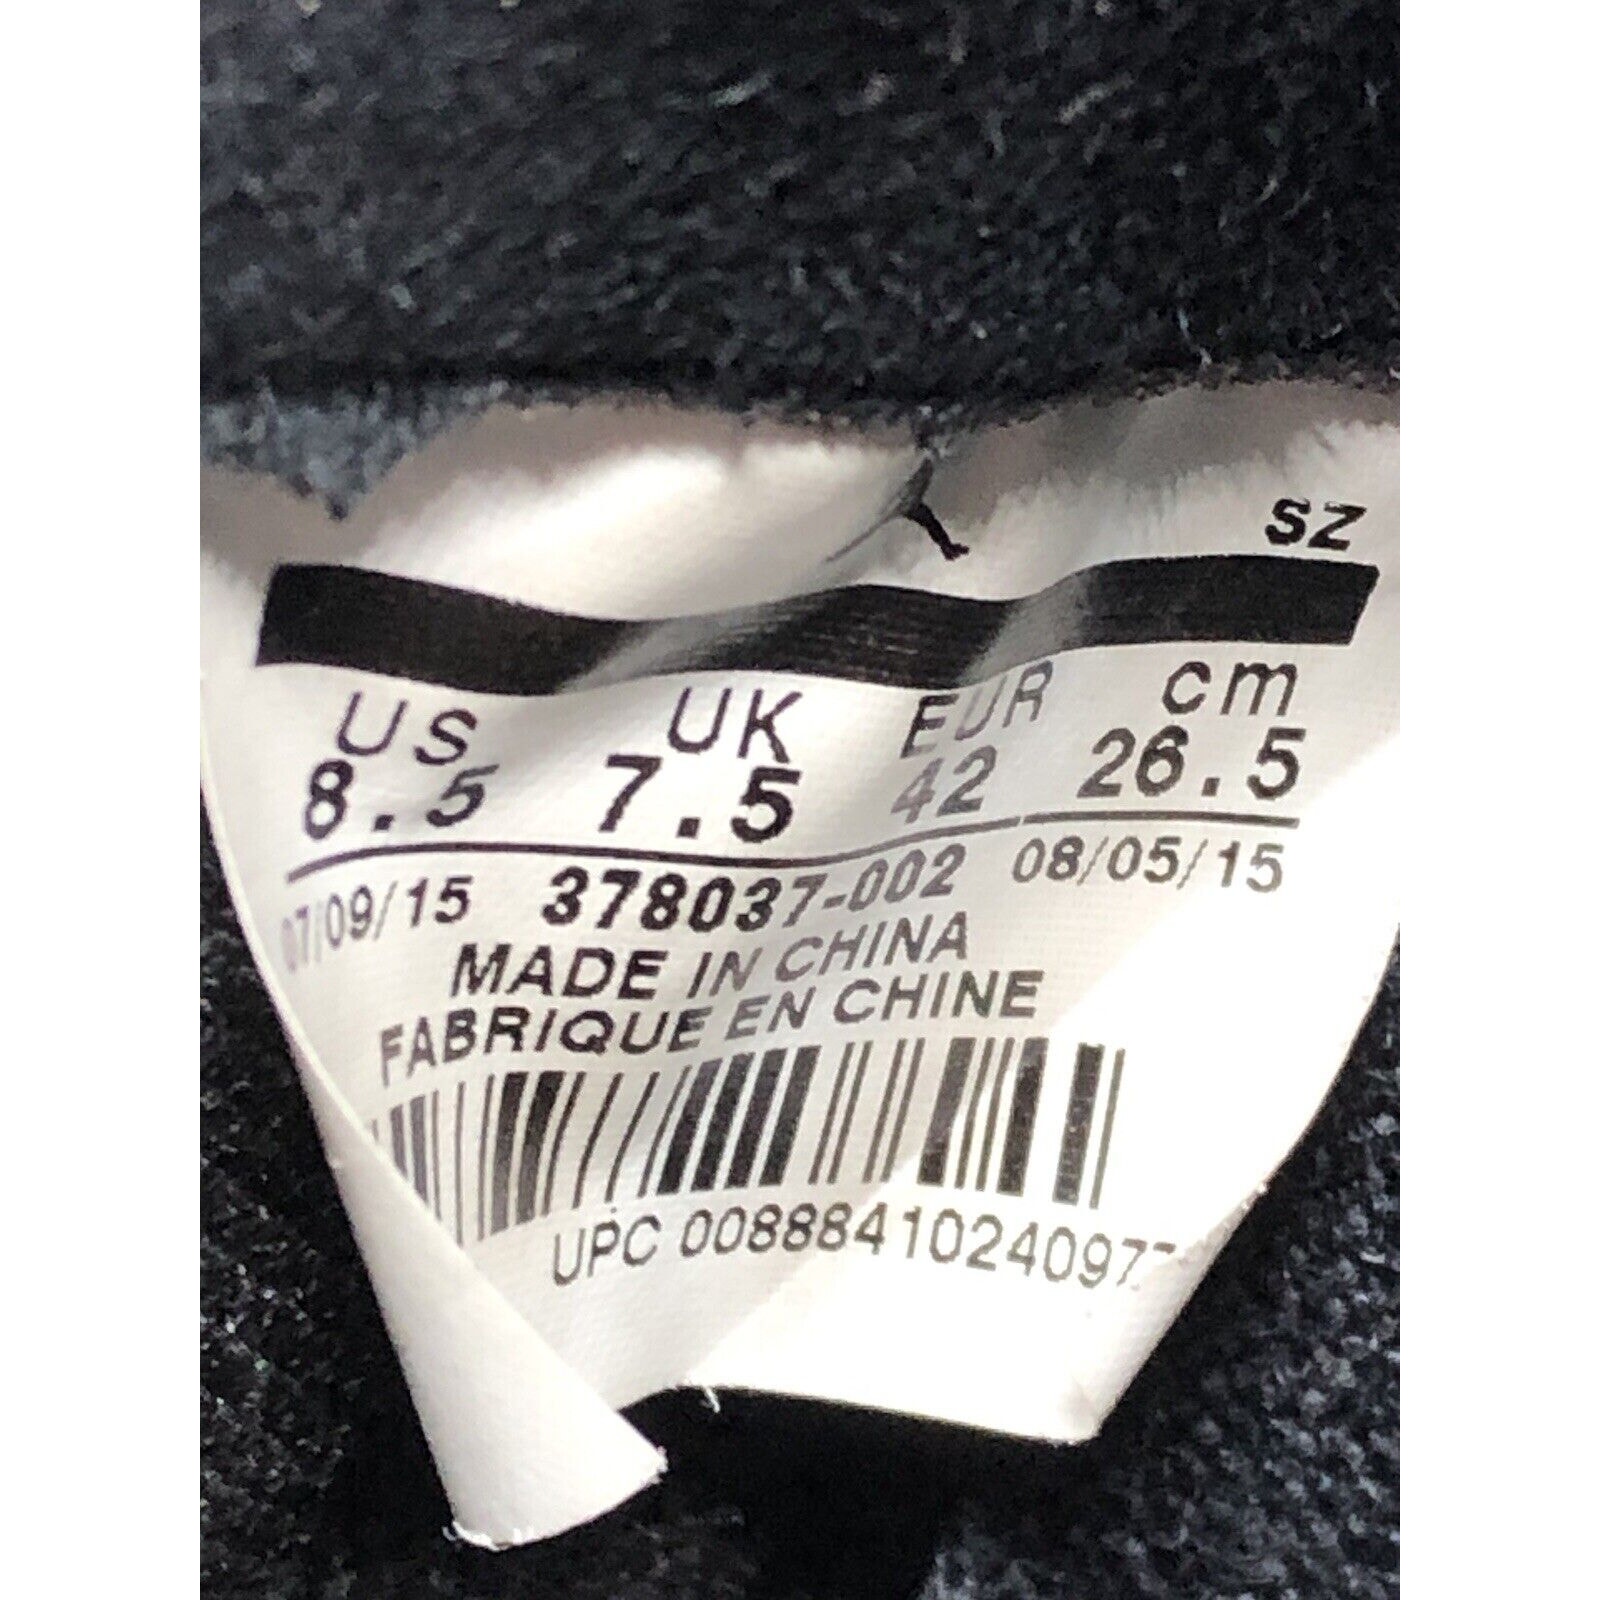 SZ
US UK EUR cm
8.5 7.5 42 26.5
07/09/15 378037-002 08/05/15
MADE IN CHINA
FABRIQUE EN CHINE
UPC 00888410240977